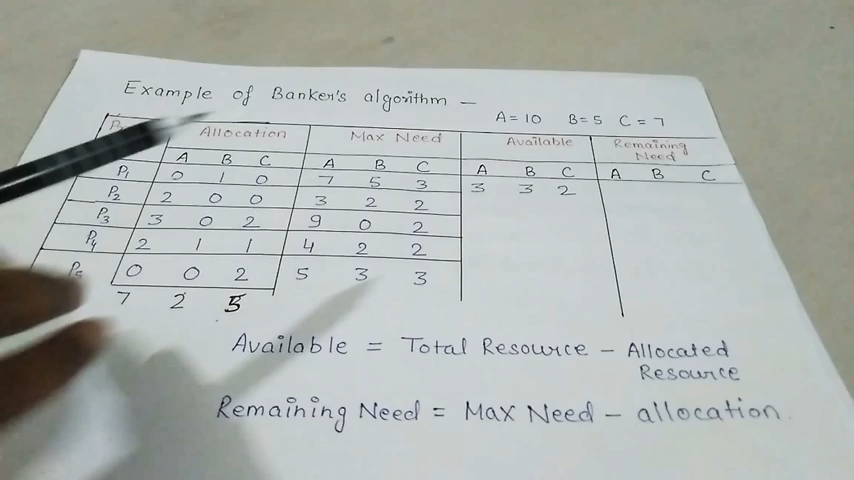 Example of Banker's algorithm –
A = 10 B = 5 C = 7
Allocation Max Need Available Remaining Need
A B C A B C A B C A B C
P1 0 1 0 7 5 3 3 3 2
P2 2 0 0 3 2 2
P3 3 0 2 9 0 2
P4 2 1 1 4 2 2
P5 0 0 2 5 3 3
7 2 5
Available = Total Resource – Allocated
Resource
Remaining Need = Max Need – allocation.